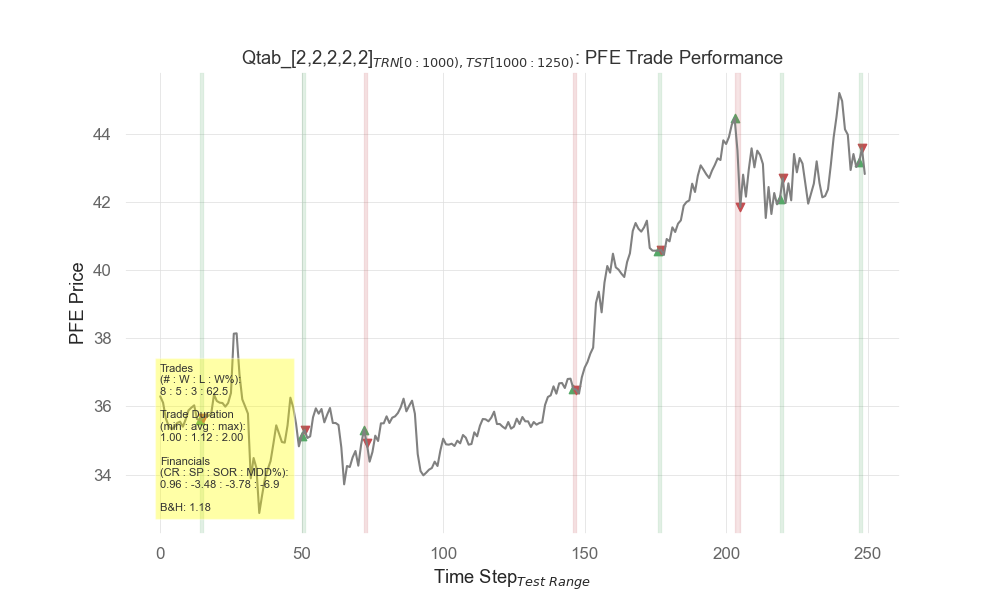 Qtab_[2,2,2,2,2]TRN[0 : 1000), TST[1000 : 1250): PFE Trade Performance
44
42
40
38
36
34
PFE Price
Trades
(# : W : L : W%):
8 : 5 : 3 : 62.5
Trade Duration
(min : avg : max):
1.00 : 1.12 : 2.00
Financials
(CR : SP : SOR : MDD%):
0.96 : -3.48 : -3.78 : -6.9
B&H: 1.18
0 50 100 150 200 250
Time StepTest Range